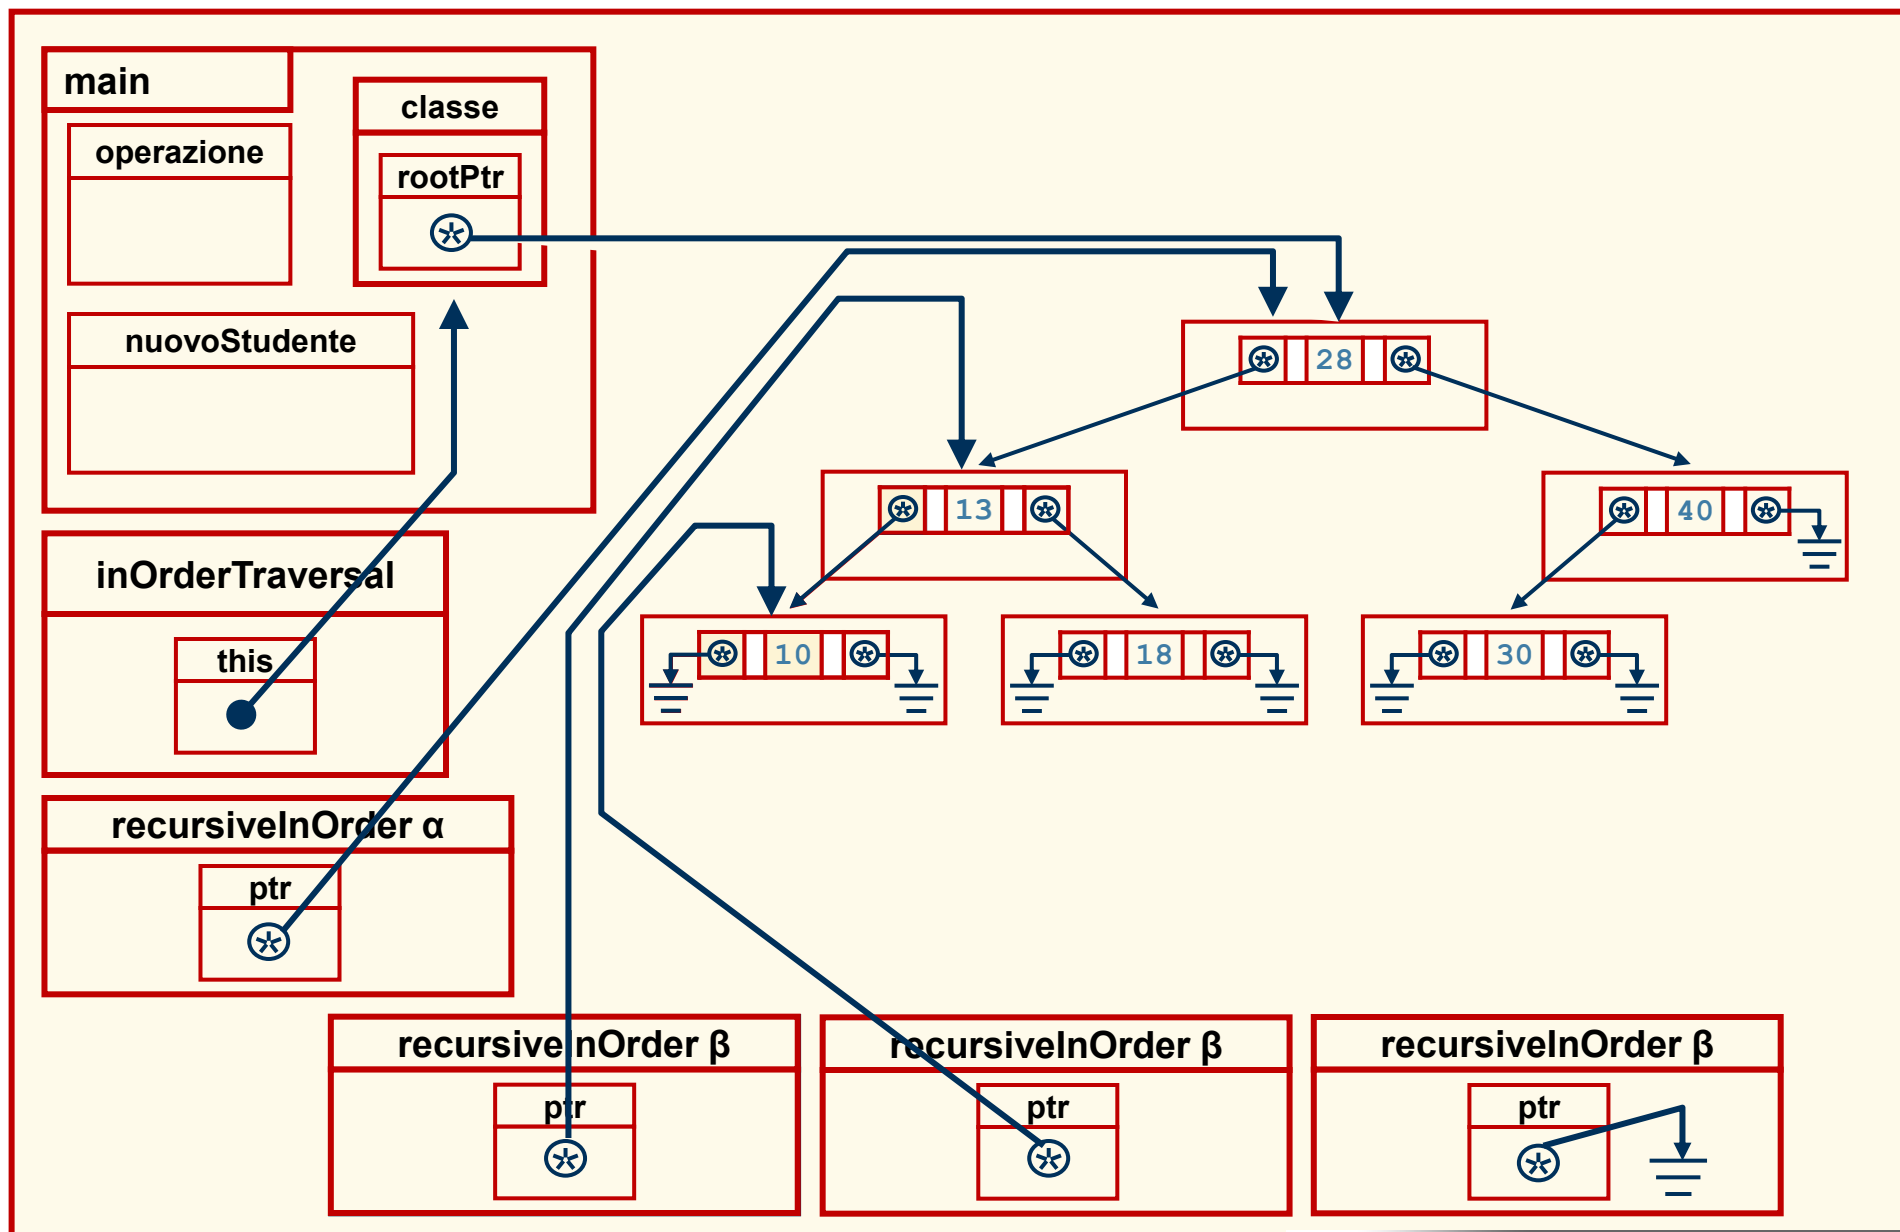 main
classe
operazione
rootPtr
nuovoStudente
28
13
40
inOrderTraversal
this
10
18
30
recursiveInOrder α
ptr
recursiveInOrder β
recursiveInOrder β
recursiveInOrder β
ptr
ptr
ptr